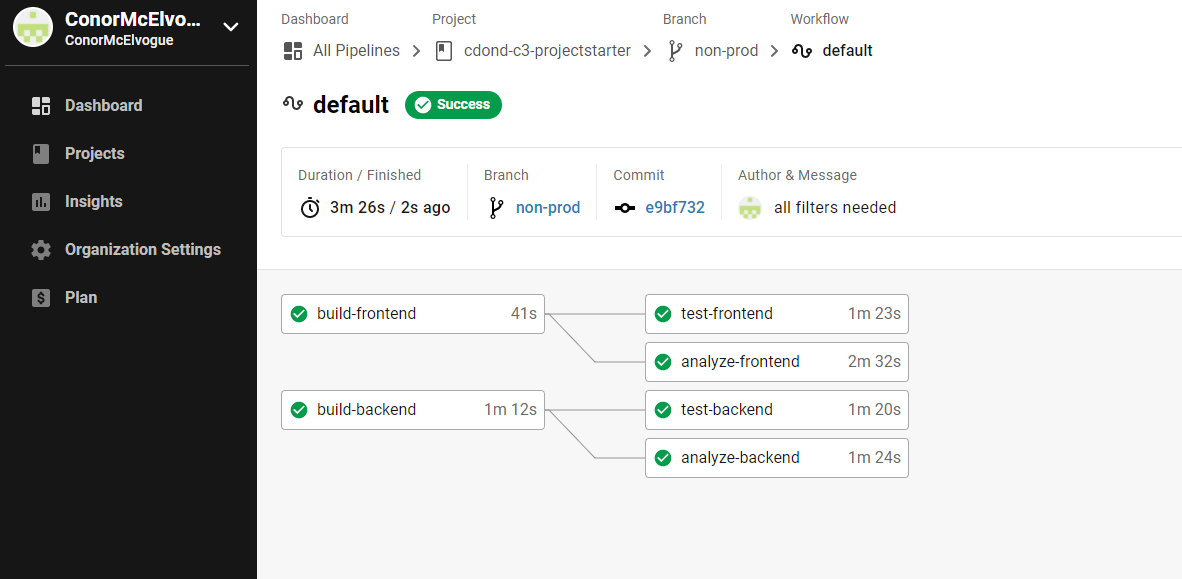 ConorMcElvo...
ConorMcElvogue
Dashboard
Projects
Insights
Organization Settings
Plan
Dashboard Project Branch Workflow
All Pipelines cdond-c3-projectstarter non-prod default
default Success
Duration / Finished Branch Commit Author & Message
3m 26s / 2s ago non-prod e9bf732 all filters needed
build-frontend 41s test-frontend 1m 23s
analyze-frontend 2m 32s
build-backend 1m 12s test-backend 1m 20s
analyze-backend 1m 24s